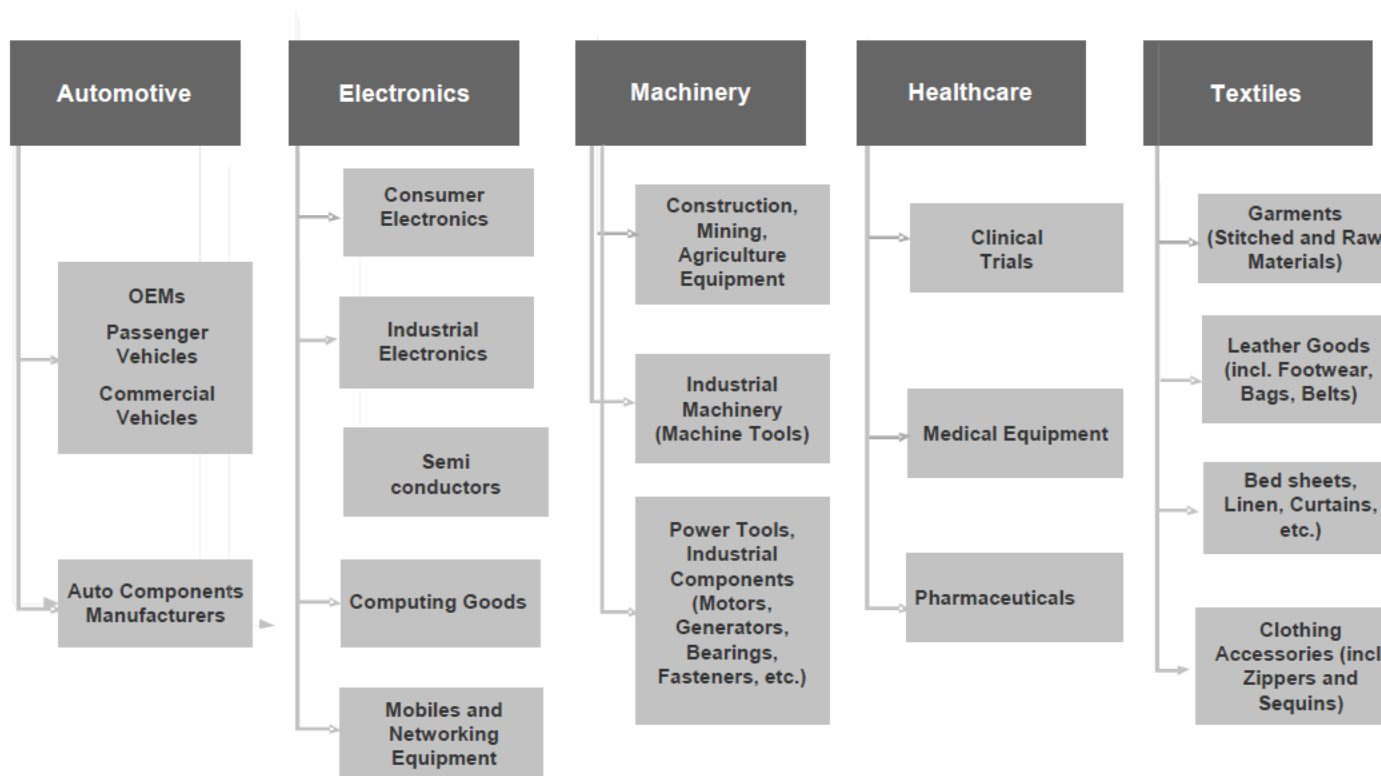 Automotive
Electronics
Machinery
Healthcare
Textiles
OEMs
Passenger
Vehicles
Commercial
Vehicles
Auto Components
Manufacturers
Consumer
Electronics
Industrial
Electronics
Semi
conductors
Computing Goods
Mobiles and
Networking
Equipment
Construction,
Mining,
Agriculture
Equipment
Industrial
Machinery
(Machine Tools)
Power Tools,
Industrial
Components
(Motors,
Generators,
Bearings,
Fasteners, etc.)
Clinical
Trials
Medical Equipment
Pharmaceuticals
Garments
(Stitched and Raw
Materials)
Leather Goods
(incl. Footwear,
Bags, Belts)
Bed sheets,
Linen, Curtains,
etc.)
Clothing
Accessories (incl
Zippers and
Sequins)